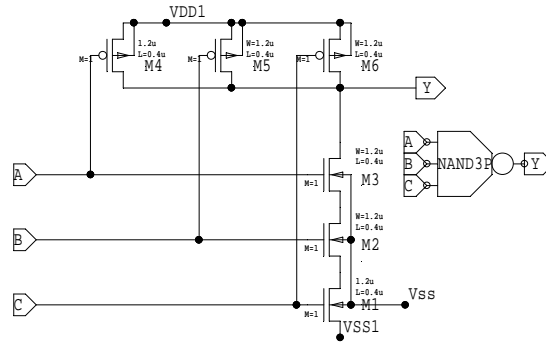 VDD1
1.2u
L=0.4u
M=1
M4
W=1.2u
L=0.4u
M=1
M5
W=1.2u
L=0.4u
M=1
M6
Y
A
B
C
NAND3P
Y
A
W=1.2u
L=0.4u
M=1
M3
B
W=1.2u
L=0.4u
M=1
M2
C
1.2u
L=0.4u
M=1
M1
Vss
VSS1